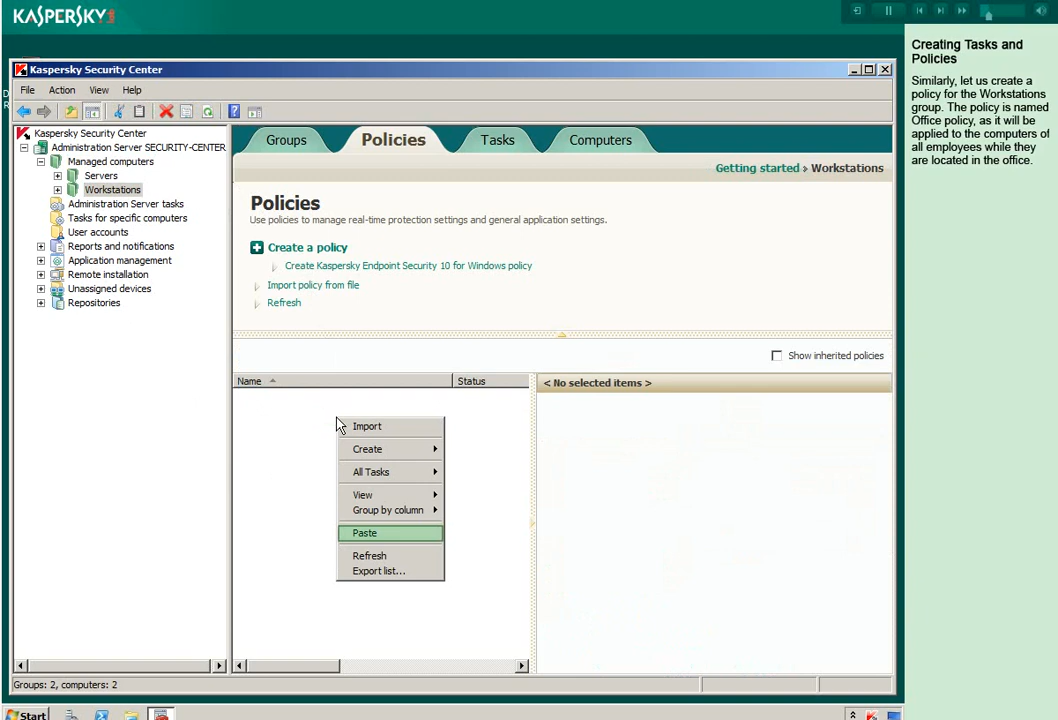 KASPERSKY
Creating Tasks and
Policies
Similarly, let us create a
policy for the Workstations
group. The policy is named
Office policy, as it will be
applied to the computers of
all employees while they
are located in the office.
D
R
Kaspersky Security Center
File Action View Help
Kaspersky Security Center
Administration Server SECURITY-CENTER
Managed computers
Servers
Workstations
Administration Server tasks
Tasks for specific computers
User accounts
Reports and notifications
Application management
Remote installation
Unassigned devices
Repositories
Groups Policies Tasks Computers
Getting started > Workstations
Policies
Use policies to manage real-time protection settings and general application settings.
Create a policy
Create Kaspersky Endpoint Security 10 for Windows policy
Import policy from file
Refresh
Show inherited policies
Name Status
< No selected items >
Import
Create
All Tasks
View
Group by column
Paste
Refresh
Export list...
Groups: 2, computers: 2
Start